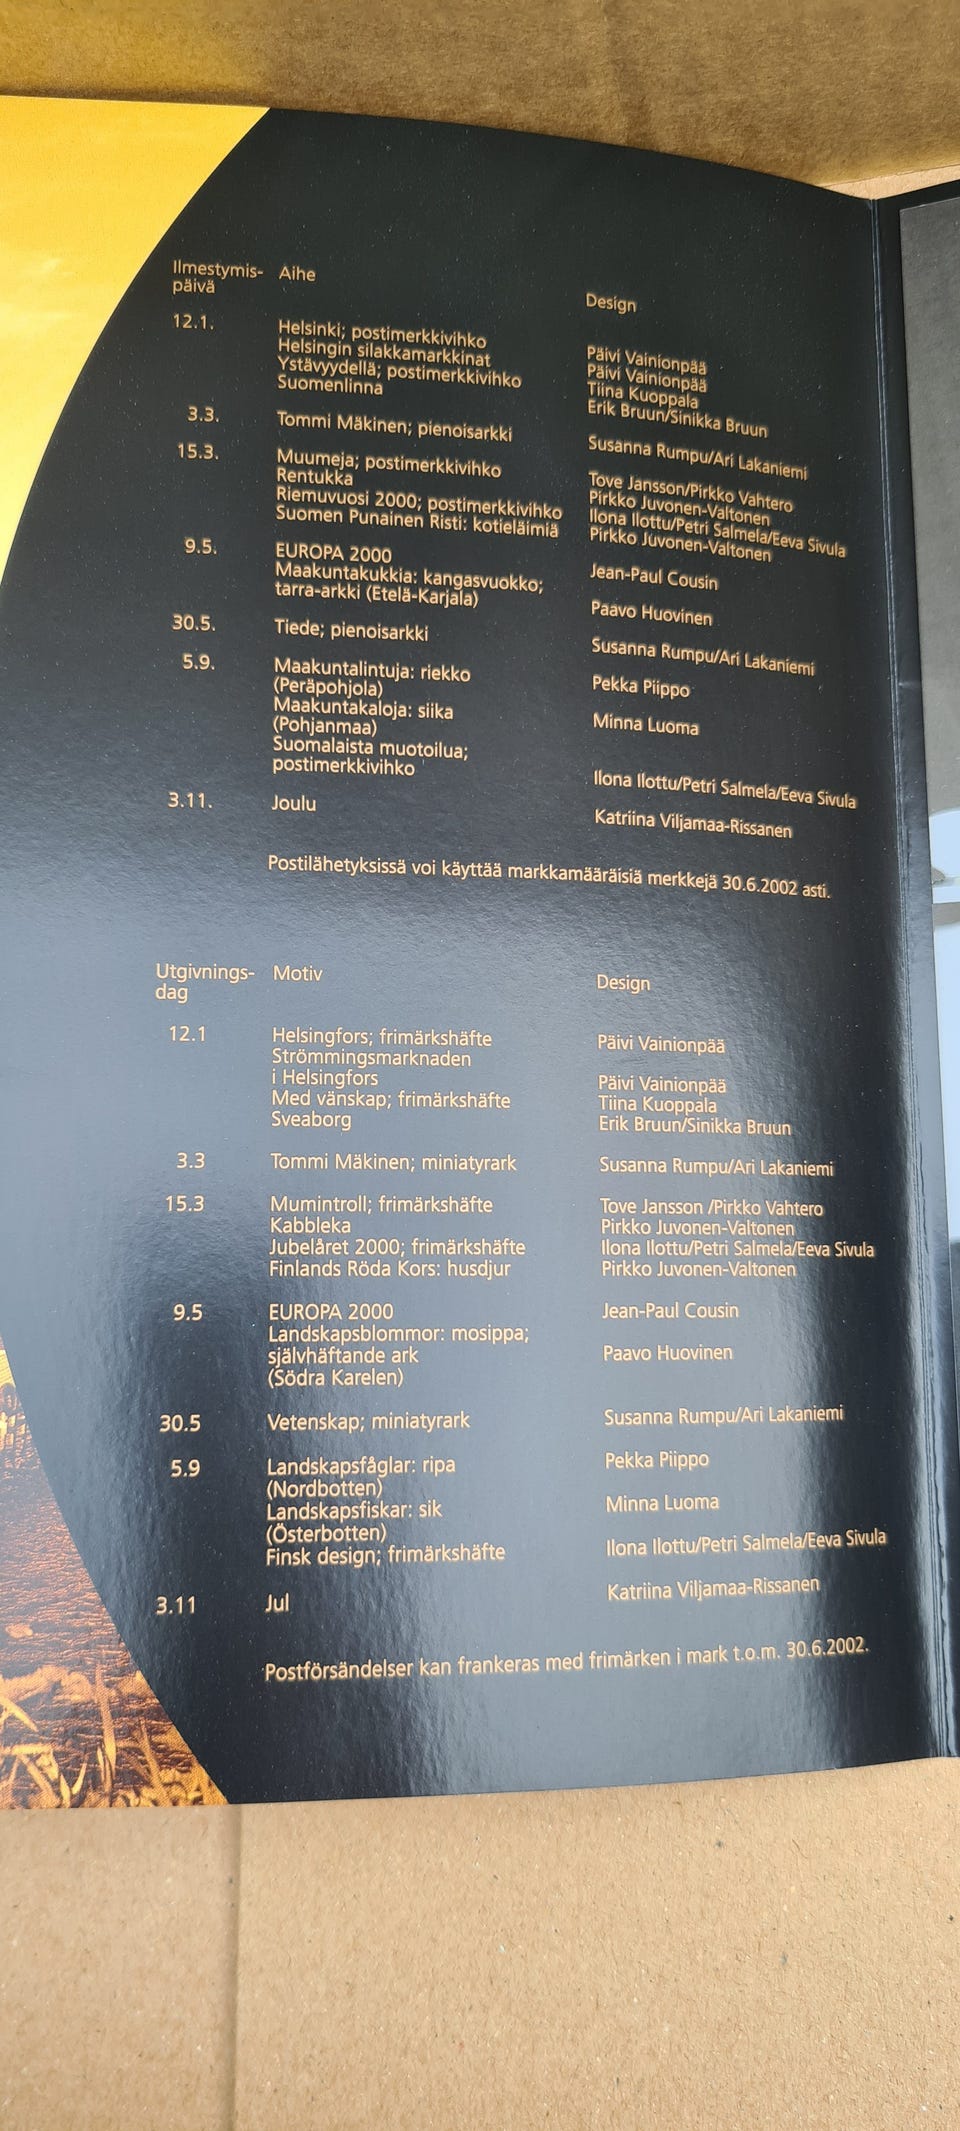 Ilmestymis- Aihe Design
päivä
12.1. Helsinki; postimerkkivihko Päivi Vainionpää
Helsingin silakkamarkkinat Päivi Vainionpää
Ystävyydellä; postimerkkivihko Tiina Kuoppala
Suomenlinna Erik Bruun/Sinikka Bruun
3.3. Tommi Mäkinen; pienoisarkki Susanna Rumpu/Ari Lakaniemi
15.3. Muumeja; postimerkkivihko Tove Jansson/Pirkko Vahtero
Rentukka Pirkko Juvonen-Valtonen
Riemuvuosi 2000; postimerkkivihko Ilona Ilottu/Petri Salmela/Eeva Sivula
Suomen Punainen Risti: kotieläimiä Pirkko Juvonen-Valtonen
9.5. EUROPA 2000 Jean-Paul Cousin
Maakuntakukkia: kangasvuokko;
tarra-arkki (Etelä-Karjala) Paavo Huovinen
30.5. Tiede; pienoisarkki Susanna Rumpu/Ari Lakaniemi
5.9. Maakuntalintuja: riekko Pekka Piippo
(Peräpohjola)
Maakuntakaloja: siika Minna Luoma
(Pohjanmaa)
Suomalaista muotoilua;
postimerkkivihko Ilona Ilottu/Petri Salmela/Eeva Sivula
3.11. Joulu Katriina Viljamaa-Rissanen
Postilähetyksissä voi käyttää markkamääräisiä merkkejä 30.6.2002 asti.
Utgivnings- Motiv Design
dag
12.1 Helsingfors; frimärkshäfte Päivi Vainionpää
Strömmingsmarknaden
i Helsingfors Päivi Vainionpää
Med vänskap; frimärkshäfte Tiina Kuoppala
Sveaborg Erik Bruun/Sinikka Bruun
3.3 Tommi Mäkinen; miniatyrark Susanna Rumpu/Ari Lakaniemi
15.3 Mumintroll; frimärkshäfte Tove Jansson /Pirkko Vahtero
Kabbleka Pirkko Juvonen-Valtonen
Jubelåret 2000; frimärkshäfte Ilona Ilottu/Petri Salmela/Eeva Sivula
Finlands Röda Kors: husdjur Pirkko Juvonen-Valtonen
9.5 EUROPA 2000 Jean-Paul Cousin
Landskapsblommor: mosippa;
självhäftande ark Paavo Huovinen
(Södra Karelen)
30.5 Vetenskap; miniatyrark Susanna Rumpu/Ari Lakaniemi
5.9 Landskapsfåglar: ripa Pekka Piippo
(Nordbotten)
Landskapsfiskar: sik Minna Luoma
(Österbotten)
Finsk design; frimärkshäfte Ilona Ilottu/Petri Salmela/Eeva Sivula
3.11 Jul Katriina Viljamaa-Rissanen
Postförsändelser kan frankeras med frimärken i mark t.o.m. 30.6.2002.